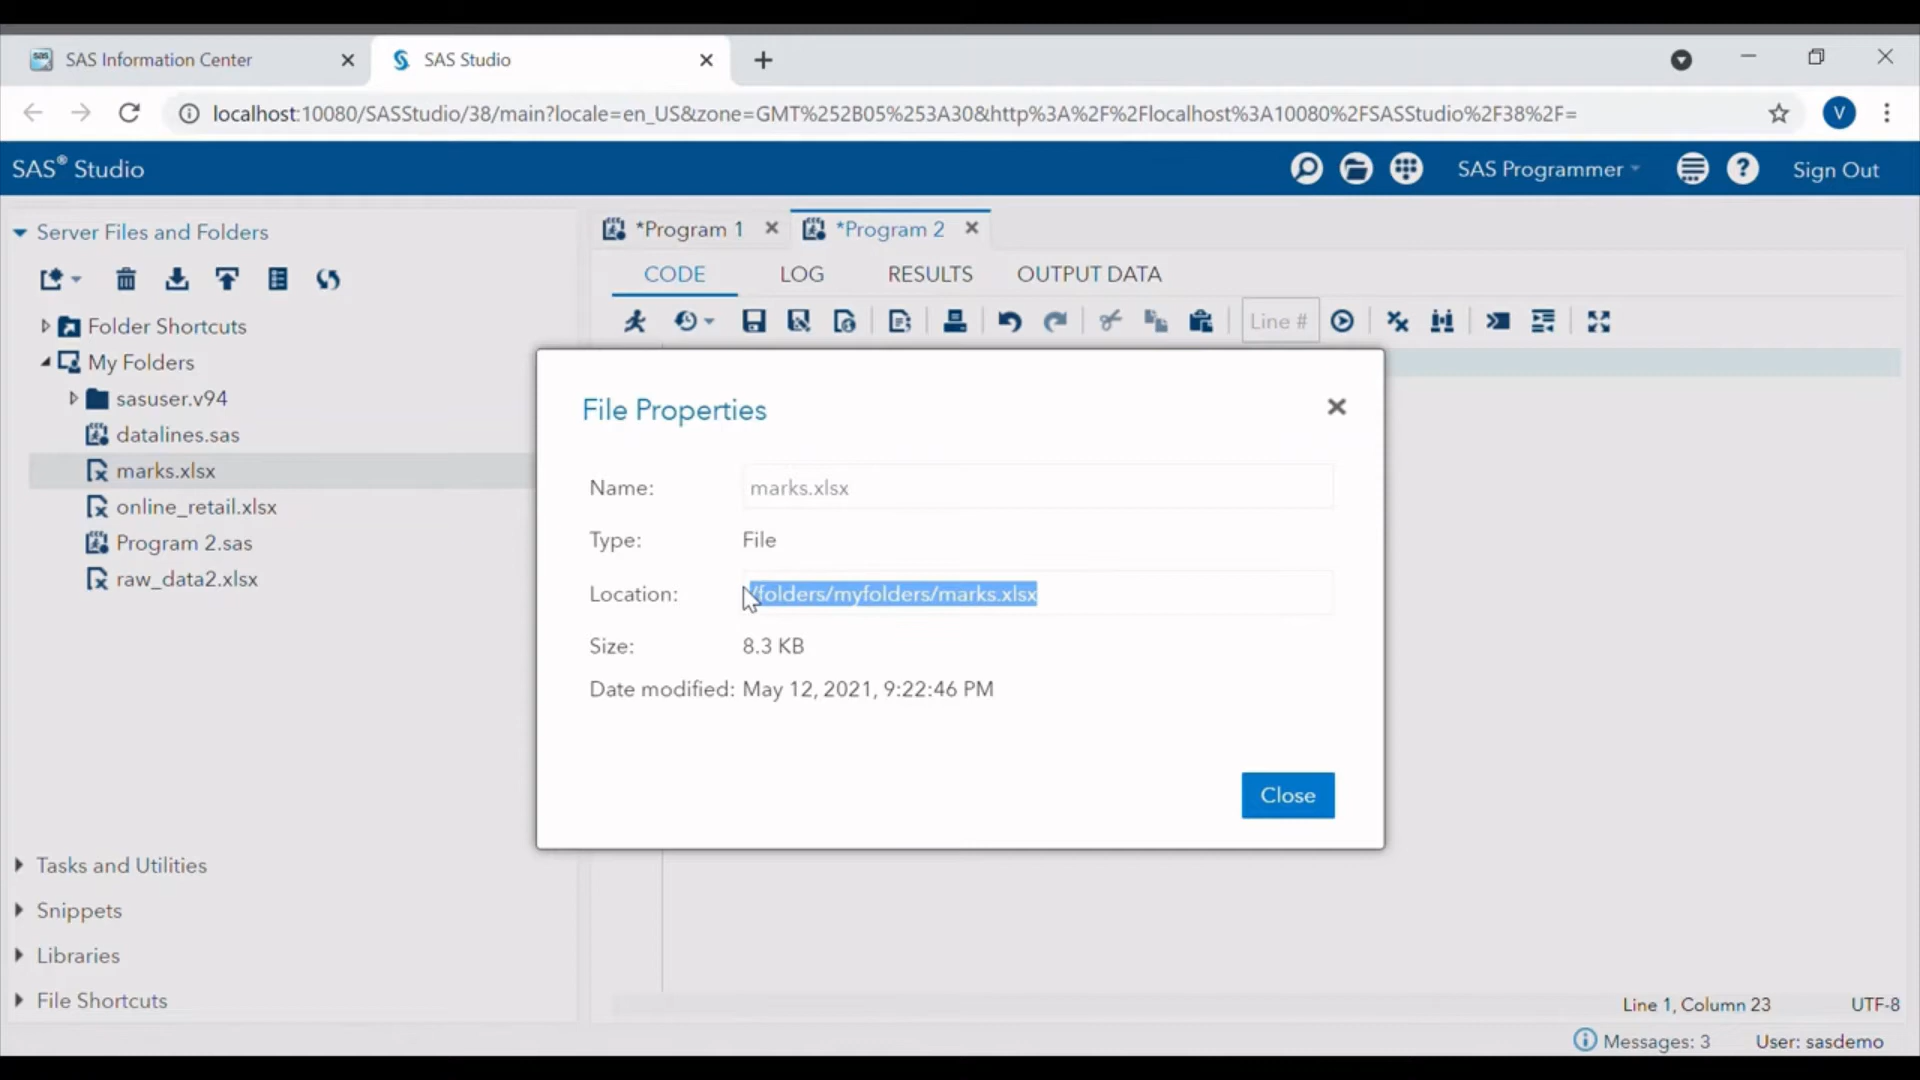 SAS Information Center
SAS Studio
localhost:10080/SASStudio/38/main?locale=en_US&zone=GMT%252B05%253A30&http%3A%2F%2Flocalhost%3A10080%2FSASStudio%2F38%2F=
V
SAS® Studio
SAS Programmer
Sign Out
Server Files and Folders
Folder Shortcuts
My Folders
sasuser.v94
datalines.sas
marks.xlsx
online_retail.xlsx
Program 2.sas
raw_data2.xlsx
Tasks and Utilities
Snippets
Libraries
File Shortcuts
*Program 1
*Program 2
CODE LOG RESULTS OUTPUT DATA
Line #
File Properties
Name: marks.xlsx
Type: File
Location: /folders/myfolders/marks.xlsx
Size: 8.3 KB
Date modified: May 12, 2021, 9:22:46 PM
Close
Line 1, Column 23
UTF-8
Messages: 3
User: sasdemo